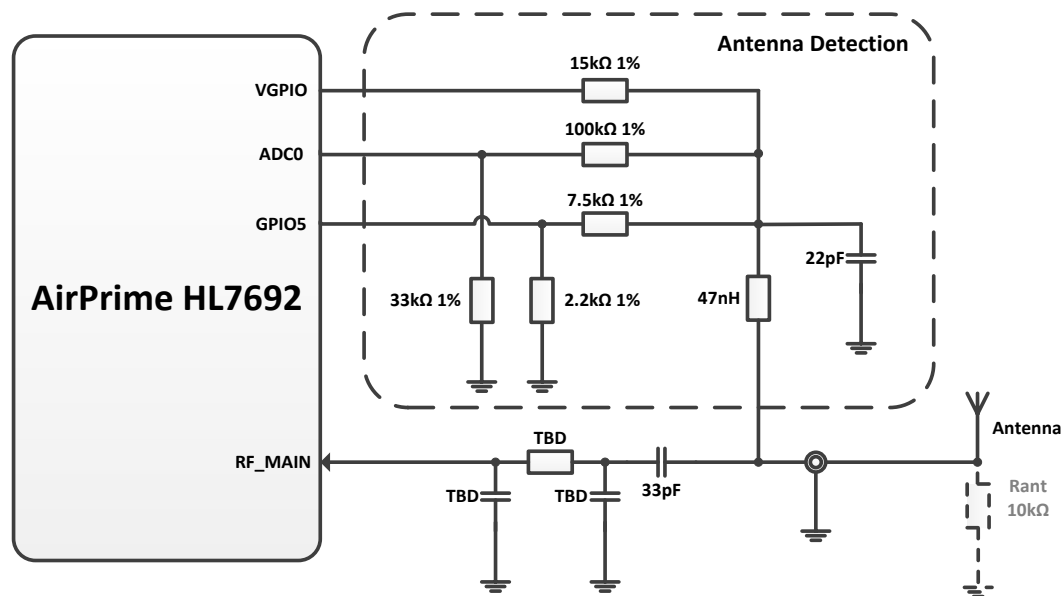 Antenna Detection
15kΩ 1%
VGPIO
100kΩ 1%
ADC0
7.5kΩ 1%
GPIO5
22pF
AirPrime HL7692
33kΩ 1%
2.2kΩ 1%
47nH
Antenna
TBD
RF_MAIN
TBD
TBD
33pF
Rant
10kΩ